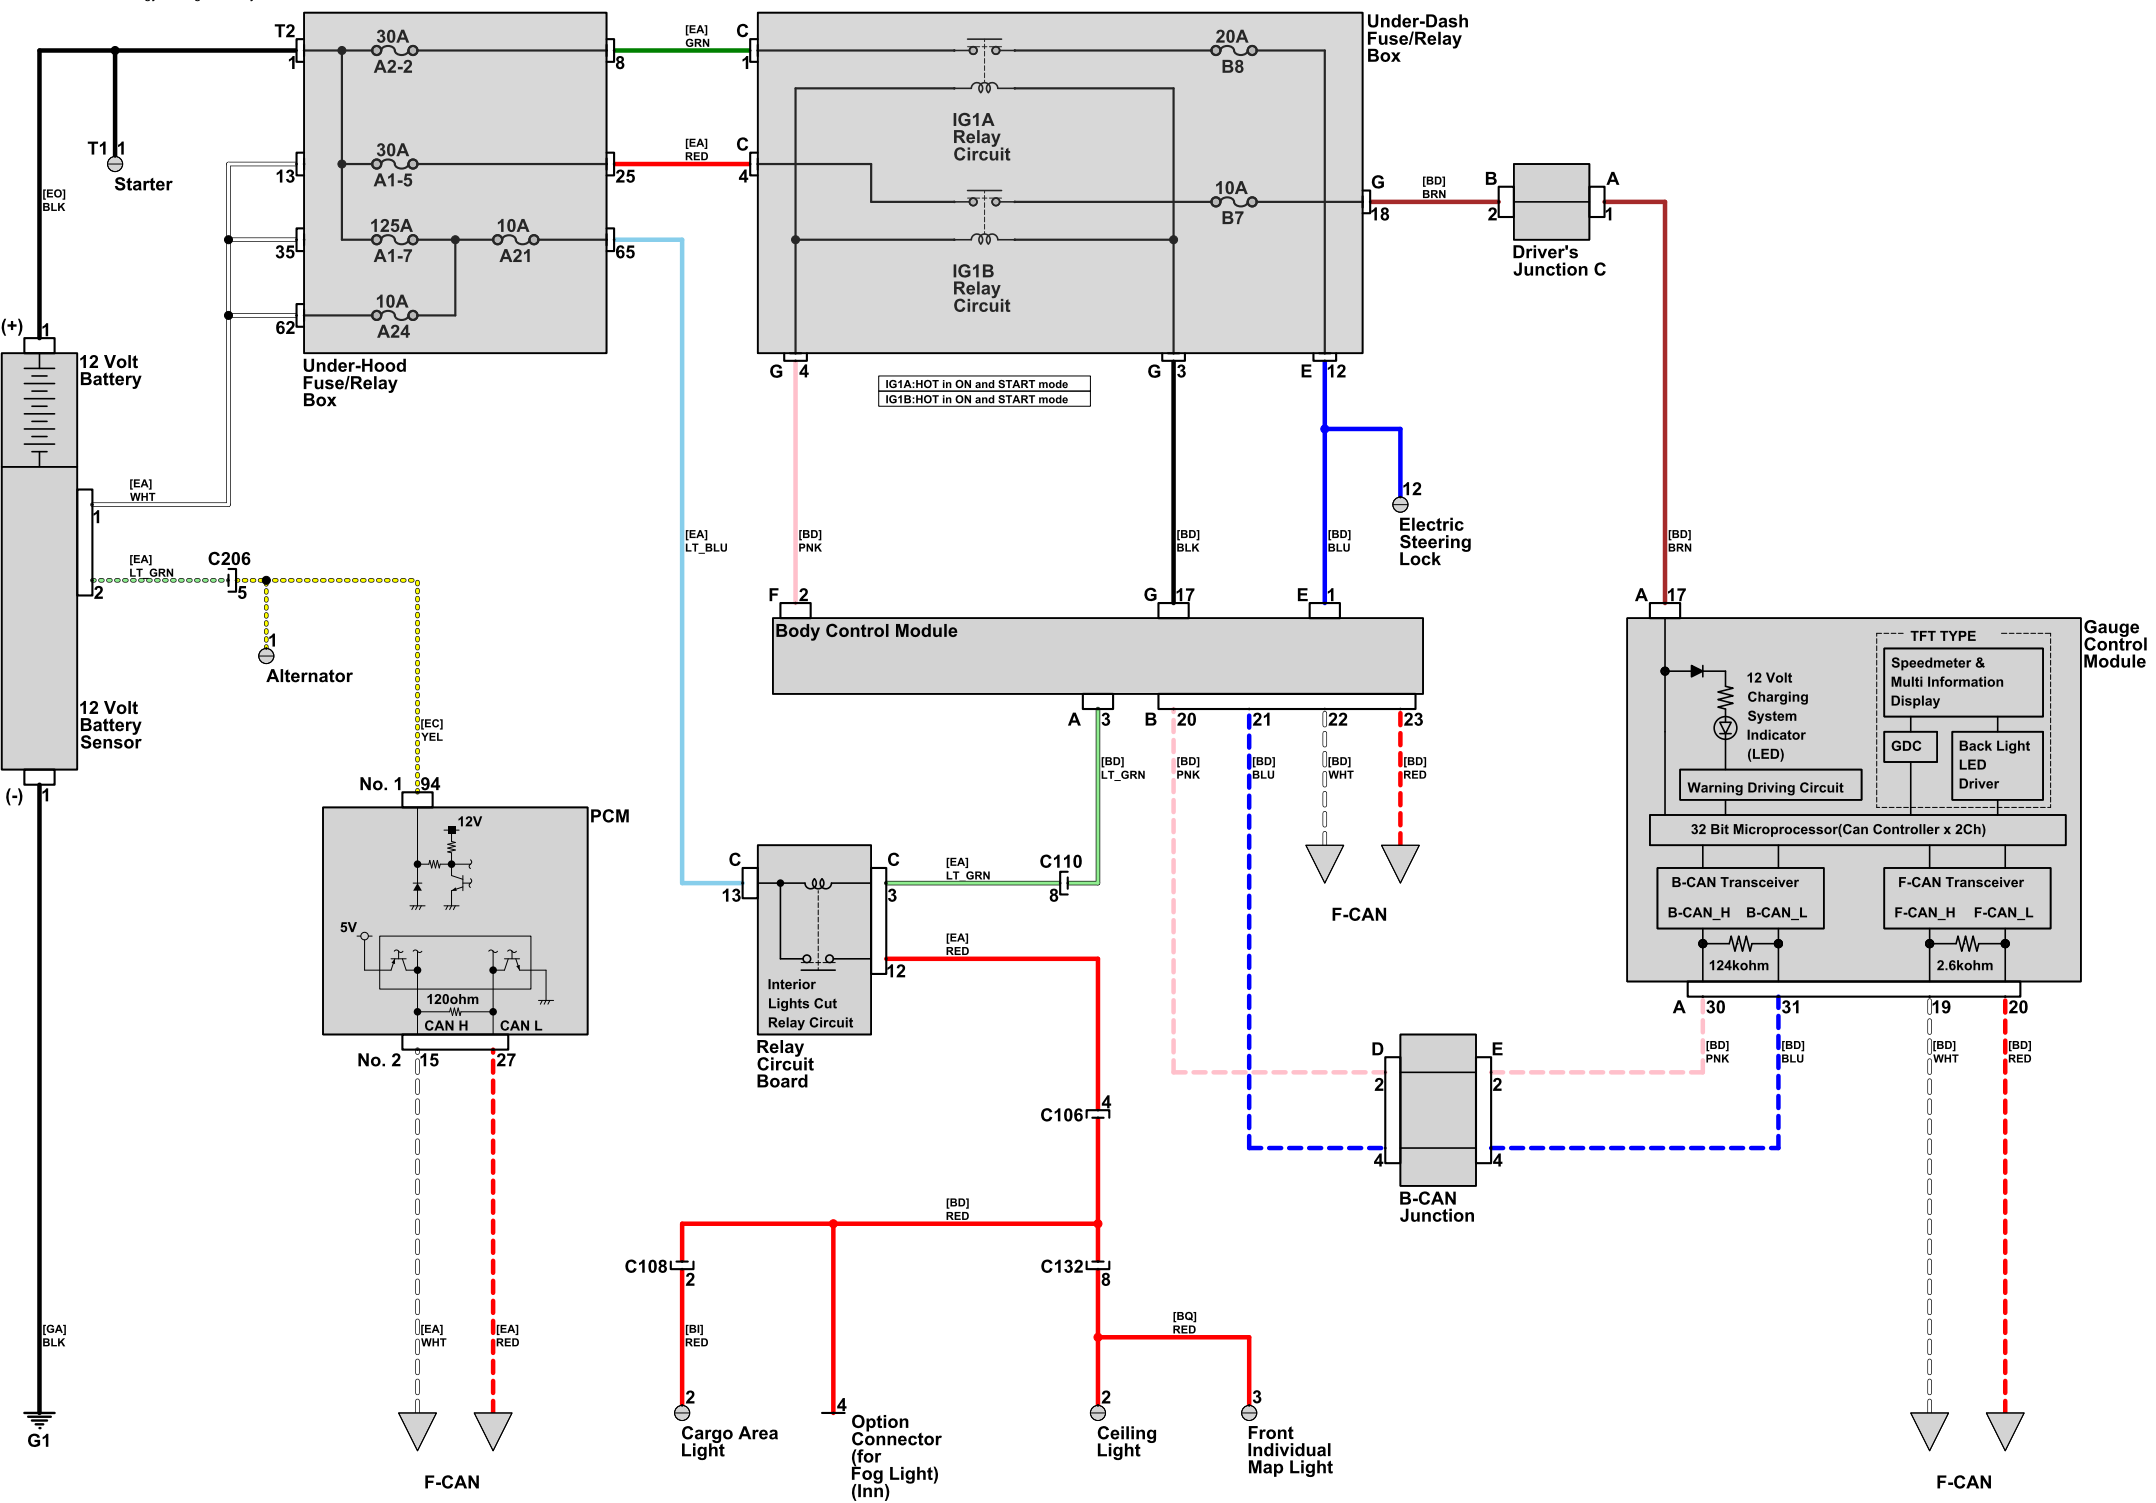 T2
1
30A
A2-2
8
[EA]
GRN
C
1
20A
B8
Under-Dash
Fuse/Relay
Box
IG1A
Relay
Circuit
T1 1
Starter
13
30A
A1-5
25
[EA]
RED
C
4
[EO]
BLK
35
125A
A1-7
10A
A21
65
10A
B7
G
18
[BD]
BRN
B
2
A
1
Driver's
Junction C
IG1B
Relay
Circuit
62
10A
A24
Under-Hood
Fuse/Relay
Box
G 4
G 3
E 12
IG1A:HOT in ON and START mode
IG1B:HOT in ON and START mode
(+)
1
12 Volt
Battery
[EA]
WHT
1
[EA]
LT_GRN
2
C206
5
1
Alternator
12 Volt
Battery
Sensor
(-)
1
[EC]
YEL
[EA]
LT_BLU
[BD]
PNK
[BD]
BLK
[BD]
BLU
12
Electric
Steering
Lock
[BD]
BRN
F 2
G 17
E 1
Body Control Module
A 3
B 20
21
22
23
[BD]
LT_GRN
[BD]
PNK
[BD]
BLU
[BD]
WHT
[BD]
RED
F-CAN
A 17
Gauge
Control
Module
TFT TYPE
Speedmeter &
Multi Information
Display
GDC
Back Light
LED
Driver
12 Volt
Charging
System
Indicator
(LED)
Warning Driving Circuit
32 Bit Microprocessor(Can Controller x 2Ch)
B-CAN Transceiver
B-CAN_H B-CAN_L
F-CAN Transceiver
F-CAN_H F-CAN_L
124kohm
2.6kohm
A 30
31
19
20
[BD]
PNK
[BD]
BLU
[BD]
WHT
[BD]
RED
No. 1 94
PCM
12V
5V
120ohm
CAN H
CAN L
No. 2 15
27
C
13
C
3
12
Interior
Lights Cut
Relay Circuit
Relay
Circuit
Board
[EA]
LT_GRN
C110
8
[EA]
RED
C106
4
D
2
4
E
2
4
B-CAN
Junction
[BD]
RED
C108
2
C132
8
[GA]
BLK
G1
[EA]
WHT
[EA]
RED
F-CAN
[BI]
RED
[BQ]
RED
2
Cargo Area
Light
4
Option
Connector
(for
Fog Light)
(Inn)
2
Ceiling
Light
3
Front
Individual
Map Light
F-CAN